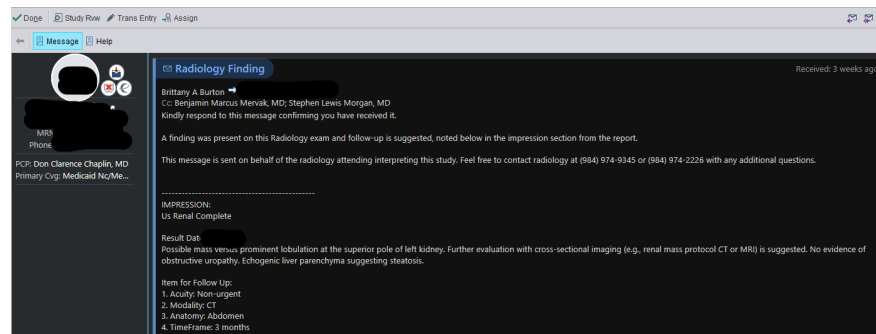 Done Study Rvw Trans Entry Assign
Message Help
Radiology Finding
Received: 3 weeks ago
Brittany A Burton
Cc: Benjamin Marcus Mervak, MD; Stephen Lewis Morgan, MD
Kindly respond to this message confirming you have received it.
MRN
Phone
A finding was present on this Radiology exam and follow-up is suggested, noted below in the impression section from the report.
PCP: Don Clarence Chaplin, MD
Primary Cvg: Medicaid Nc/Me...
This message is sent on behalf of the radiology attending interpreting this study. Feel free to contact radiology at (984) 974-9345 or (984) 974-2226 with any additional questions.
---------------------------------------------
IMPRESSION:
Us Renal Complete
Result Dat
Possible mass versus prominent lobulation at the superior pole of left kidney. Further evaluation with cross-sectional imaging (e.g., renal mass protocol CT or MRI) is suggested. No evidence of
obstructive uropathy. Echogenic liver parenchyma suggesting steatosis.
Item for Follow Up:
1. Acuity: Non-urgent
2. Modality: CT
3. Anatomy: Abdomen
4. TimeFrame: 3 months